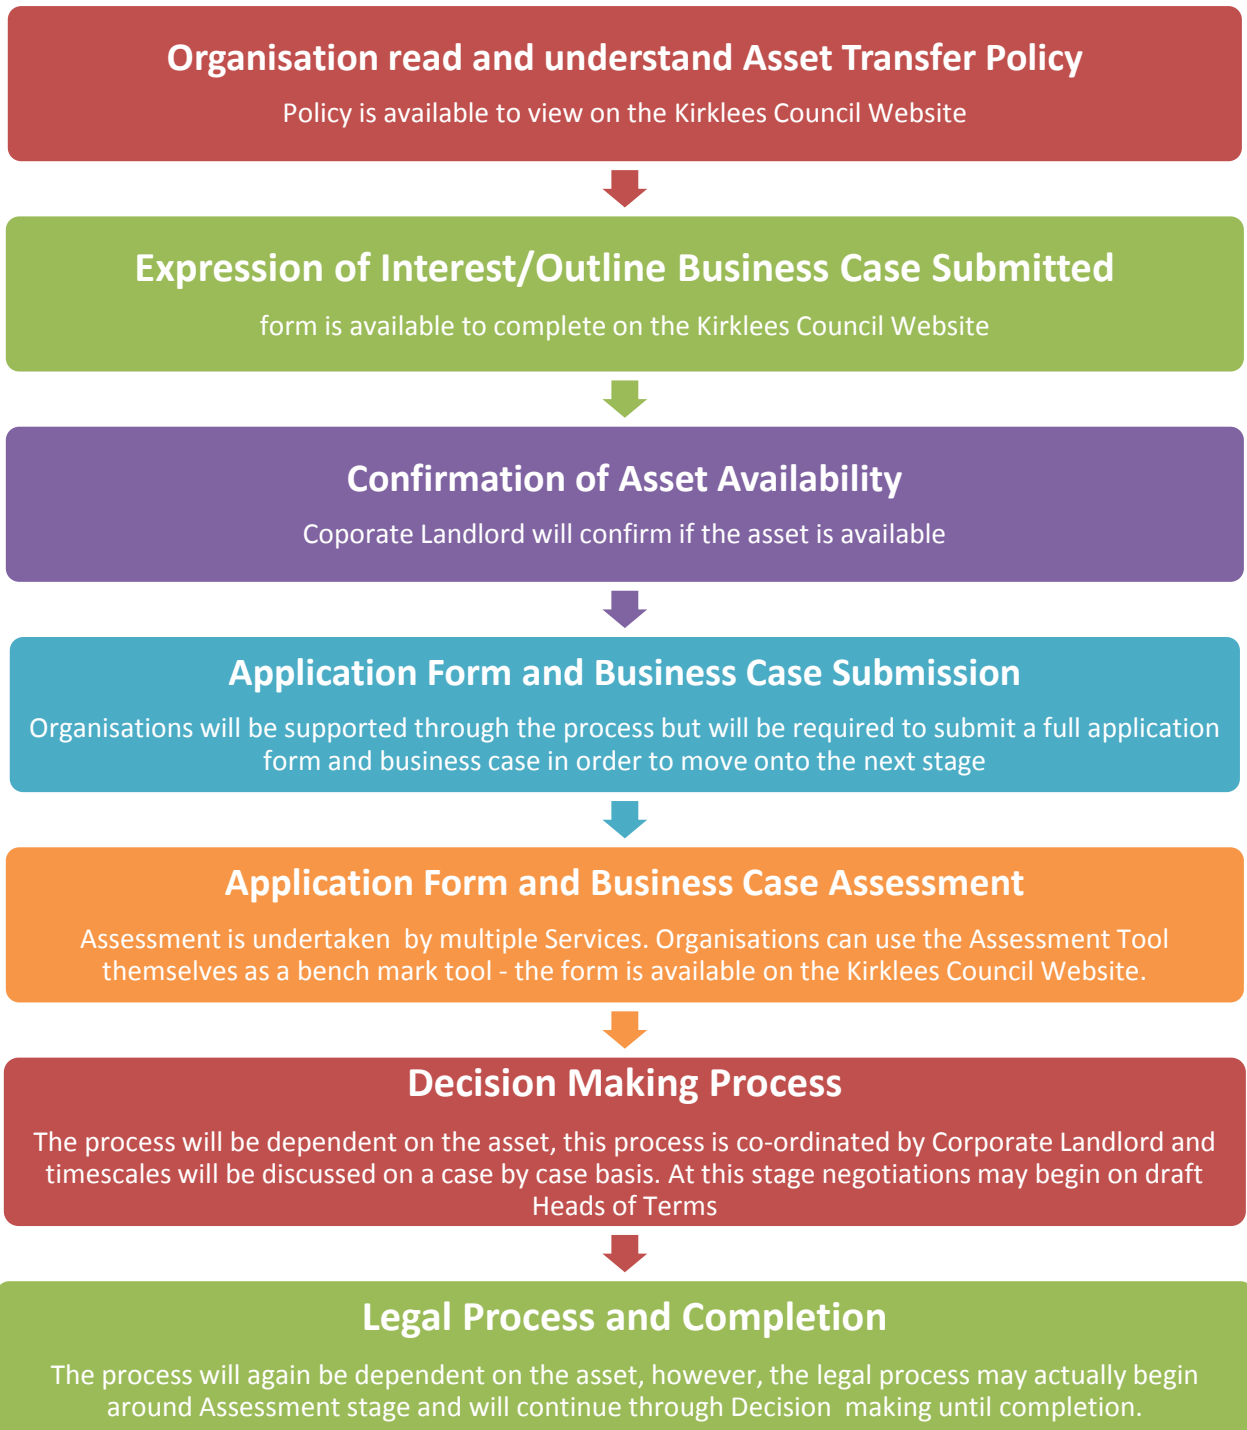 Organisation read and understand Asset Transfer Policy
Policy is available to view on the Kirklees Council Website
Expression of Interest/Outline Business Case Submitted
form is available to complete on the Kirklees Council Website
Confirmation of Asset Availability
Coporate Landlord will confirm if the asset is available
Application Form and Business Case Submission
Organisations will be supported through the process but will be required to submit a full application
form and business case in order to move onto the next stage
Application Form and Business Case Assessment
Assessment is undertaken  by multiple Services. Organisations can use the Assessment Tool
themselves as a bench mark tool - the form is available on the Kirklees Council Website.
Decision Making Process
The process will be dependent on the asset, this process is co-ordinated by Corporate Landlord and
timescales will be discussed on a case by case basis. At this stage negotiations may begin on draft
Heads of Terms
Legal Process and Completion
The process will again be dependent on the asset, however, the legal process may actually begin
around Assessment stage and will continue through Decision  making until completion.